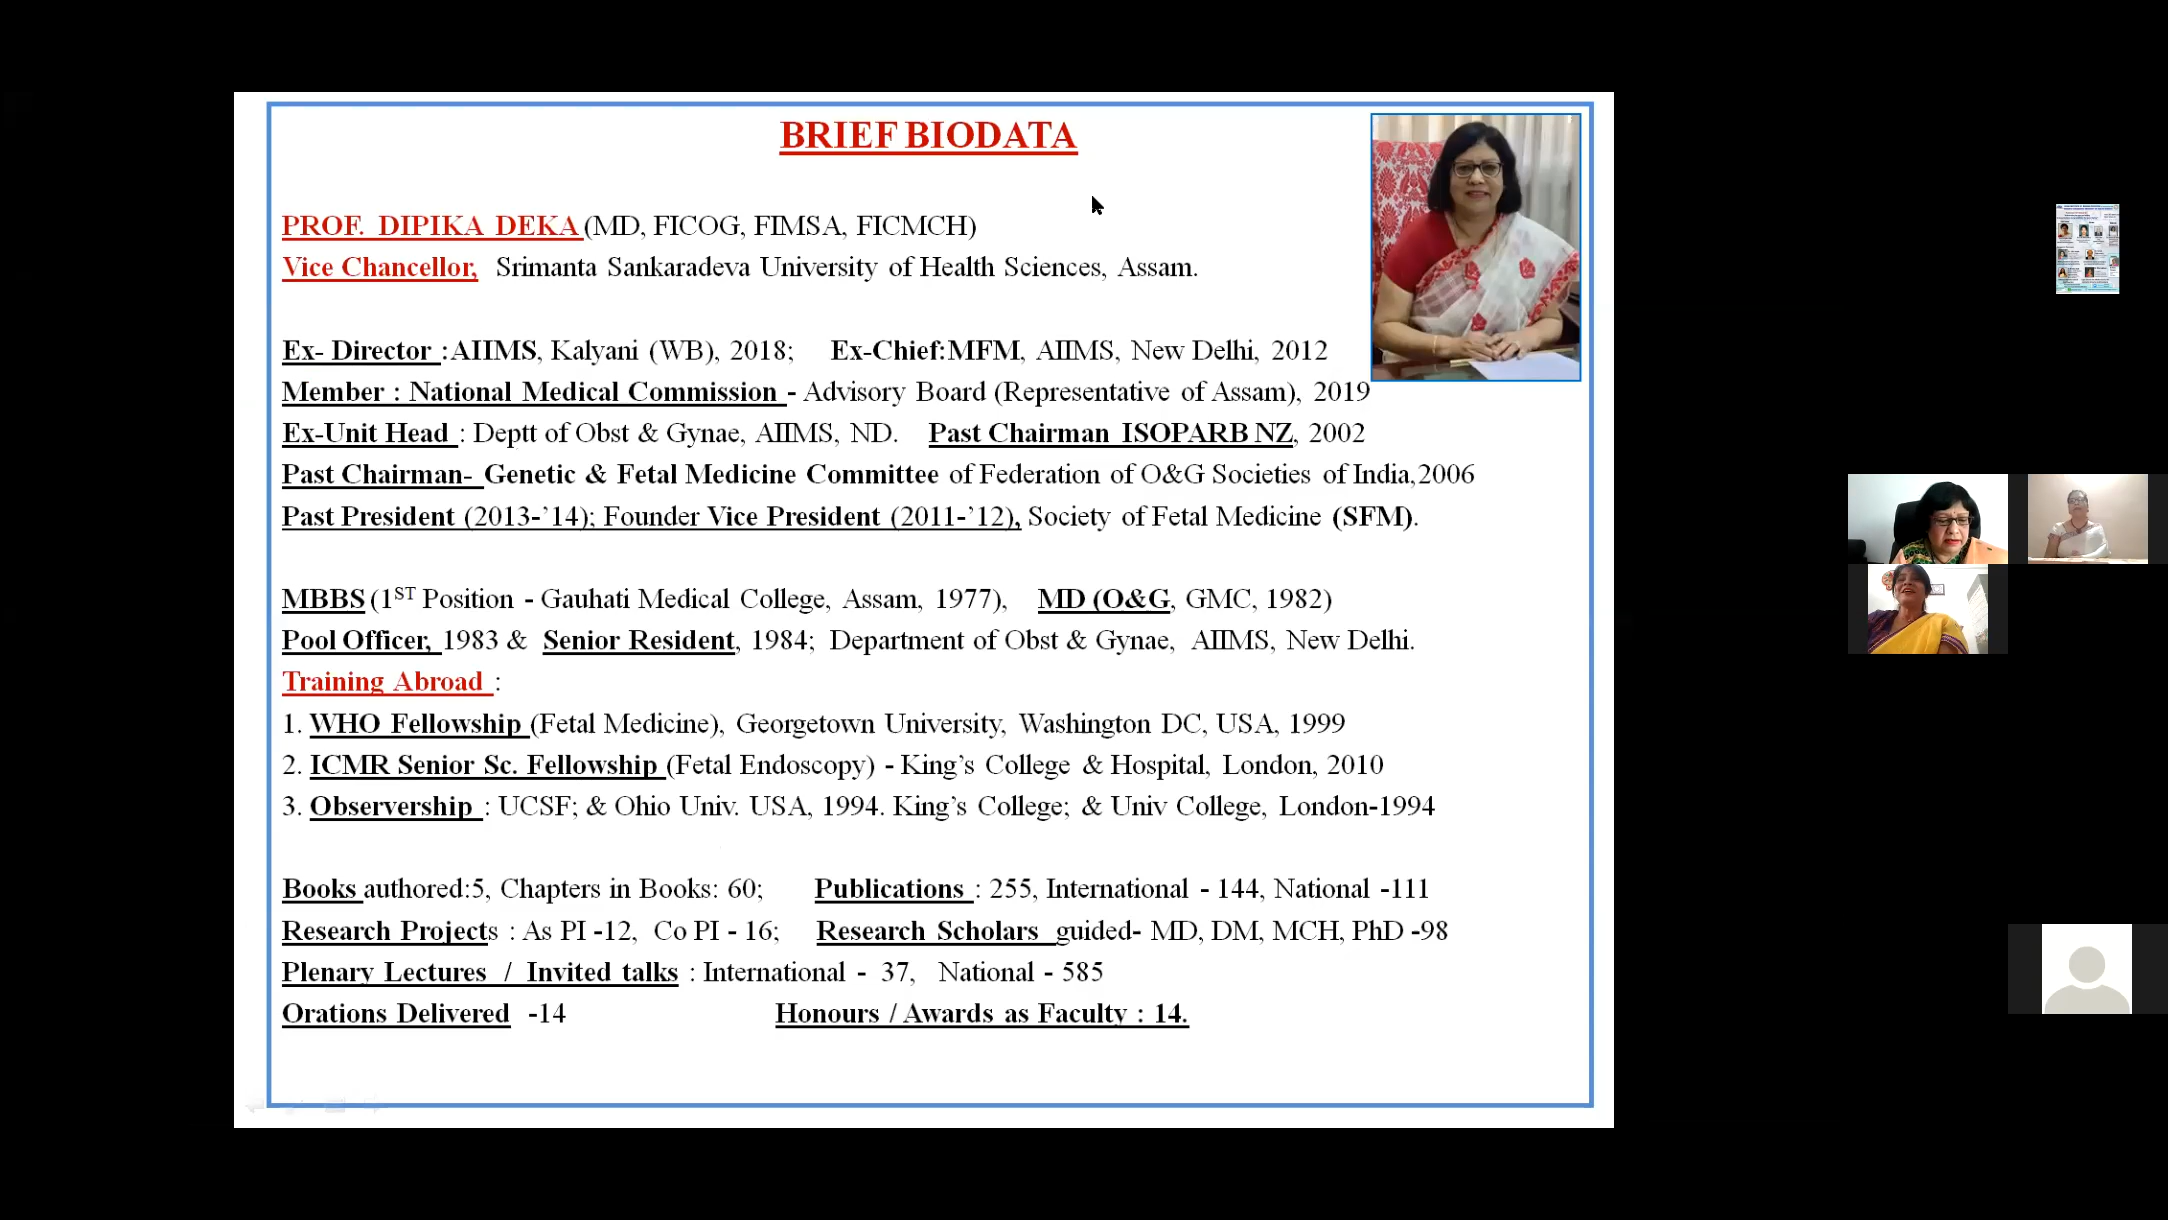 BRIEF BIODATA
PROF. DIPIKA DEKA (MD, FICOG, FIMSA, FICMCH)
Vice Chancellor, Srimanta Sankaradeva University of Health Sciences, Assam.
Ex- Director :AIIMS, Kalyani (WB), 2018; Ex-Chief:MFM, AIIMS, New Delhi, 2012
Member : National Medical Commission - Advisory Board (Representative of Assam), 2019
Ex-Unit Head : Deptt of Obst & Gynae, AIIMS, ND. Past Chairman ISOPARB NZ, 2002
Past Chairman- Genetic & Fetal Medicine Committee of Federation of O&G Societies of India,2006
Past President (2013-’14); Founder Vice President (2011-’12), Society of Fetal Medicine (SFM).
MBBS (1ST Position - Gauhati Medical College, Assam, 1977), MD (O&G, GMC, 1982)
Pool Officer, 1983 & Senior Resident, 1984; Department of Obst & Gynae, AIIMS, New Delhi.
Training Abroad :
1. WHO Fellowship (Fetal Medicine), Georgetown University, Washington DC, USA, 1999
2. ICMR Senior Sc. Fellowship (Fetal Endoscopy) - King’s College & Hospital, London, 2010
3. Observership : UCSF; & Ohio Univ. USA, 1994. King’s College; & Univ College, London-1994
Books authored:5, Chapters in Books: 60; Publications : 255, International - 144, National -111
Research Projects : As PI -12, Co PI - 16; Research Scholars guided- MD, DM, MCH, PhD -98
Plenary Lectures / Invited talks : International - 37, National - 585
Orations Delivered -14 Honours / Awards as Faculty : 14.